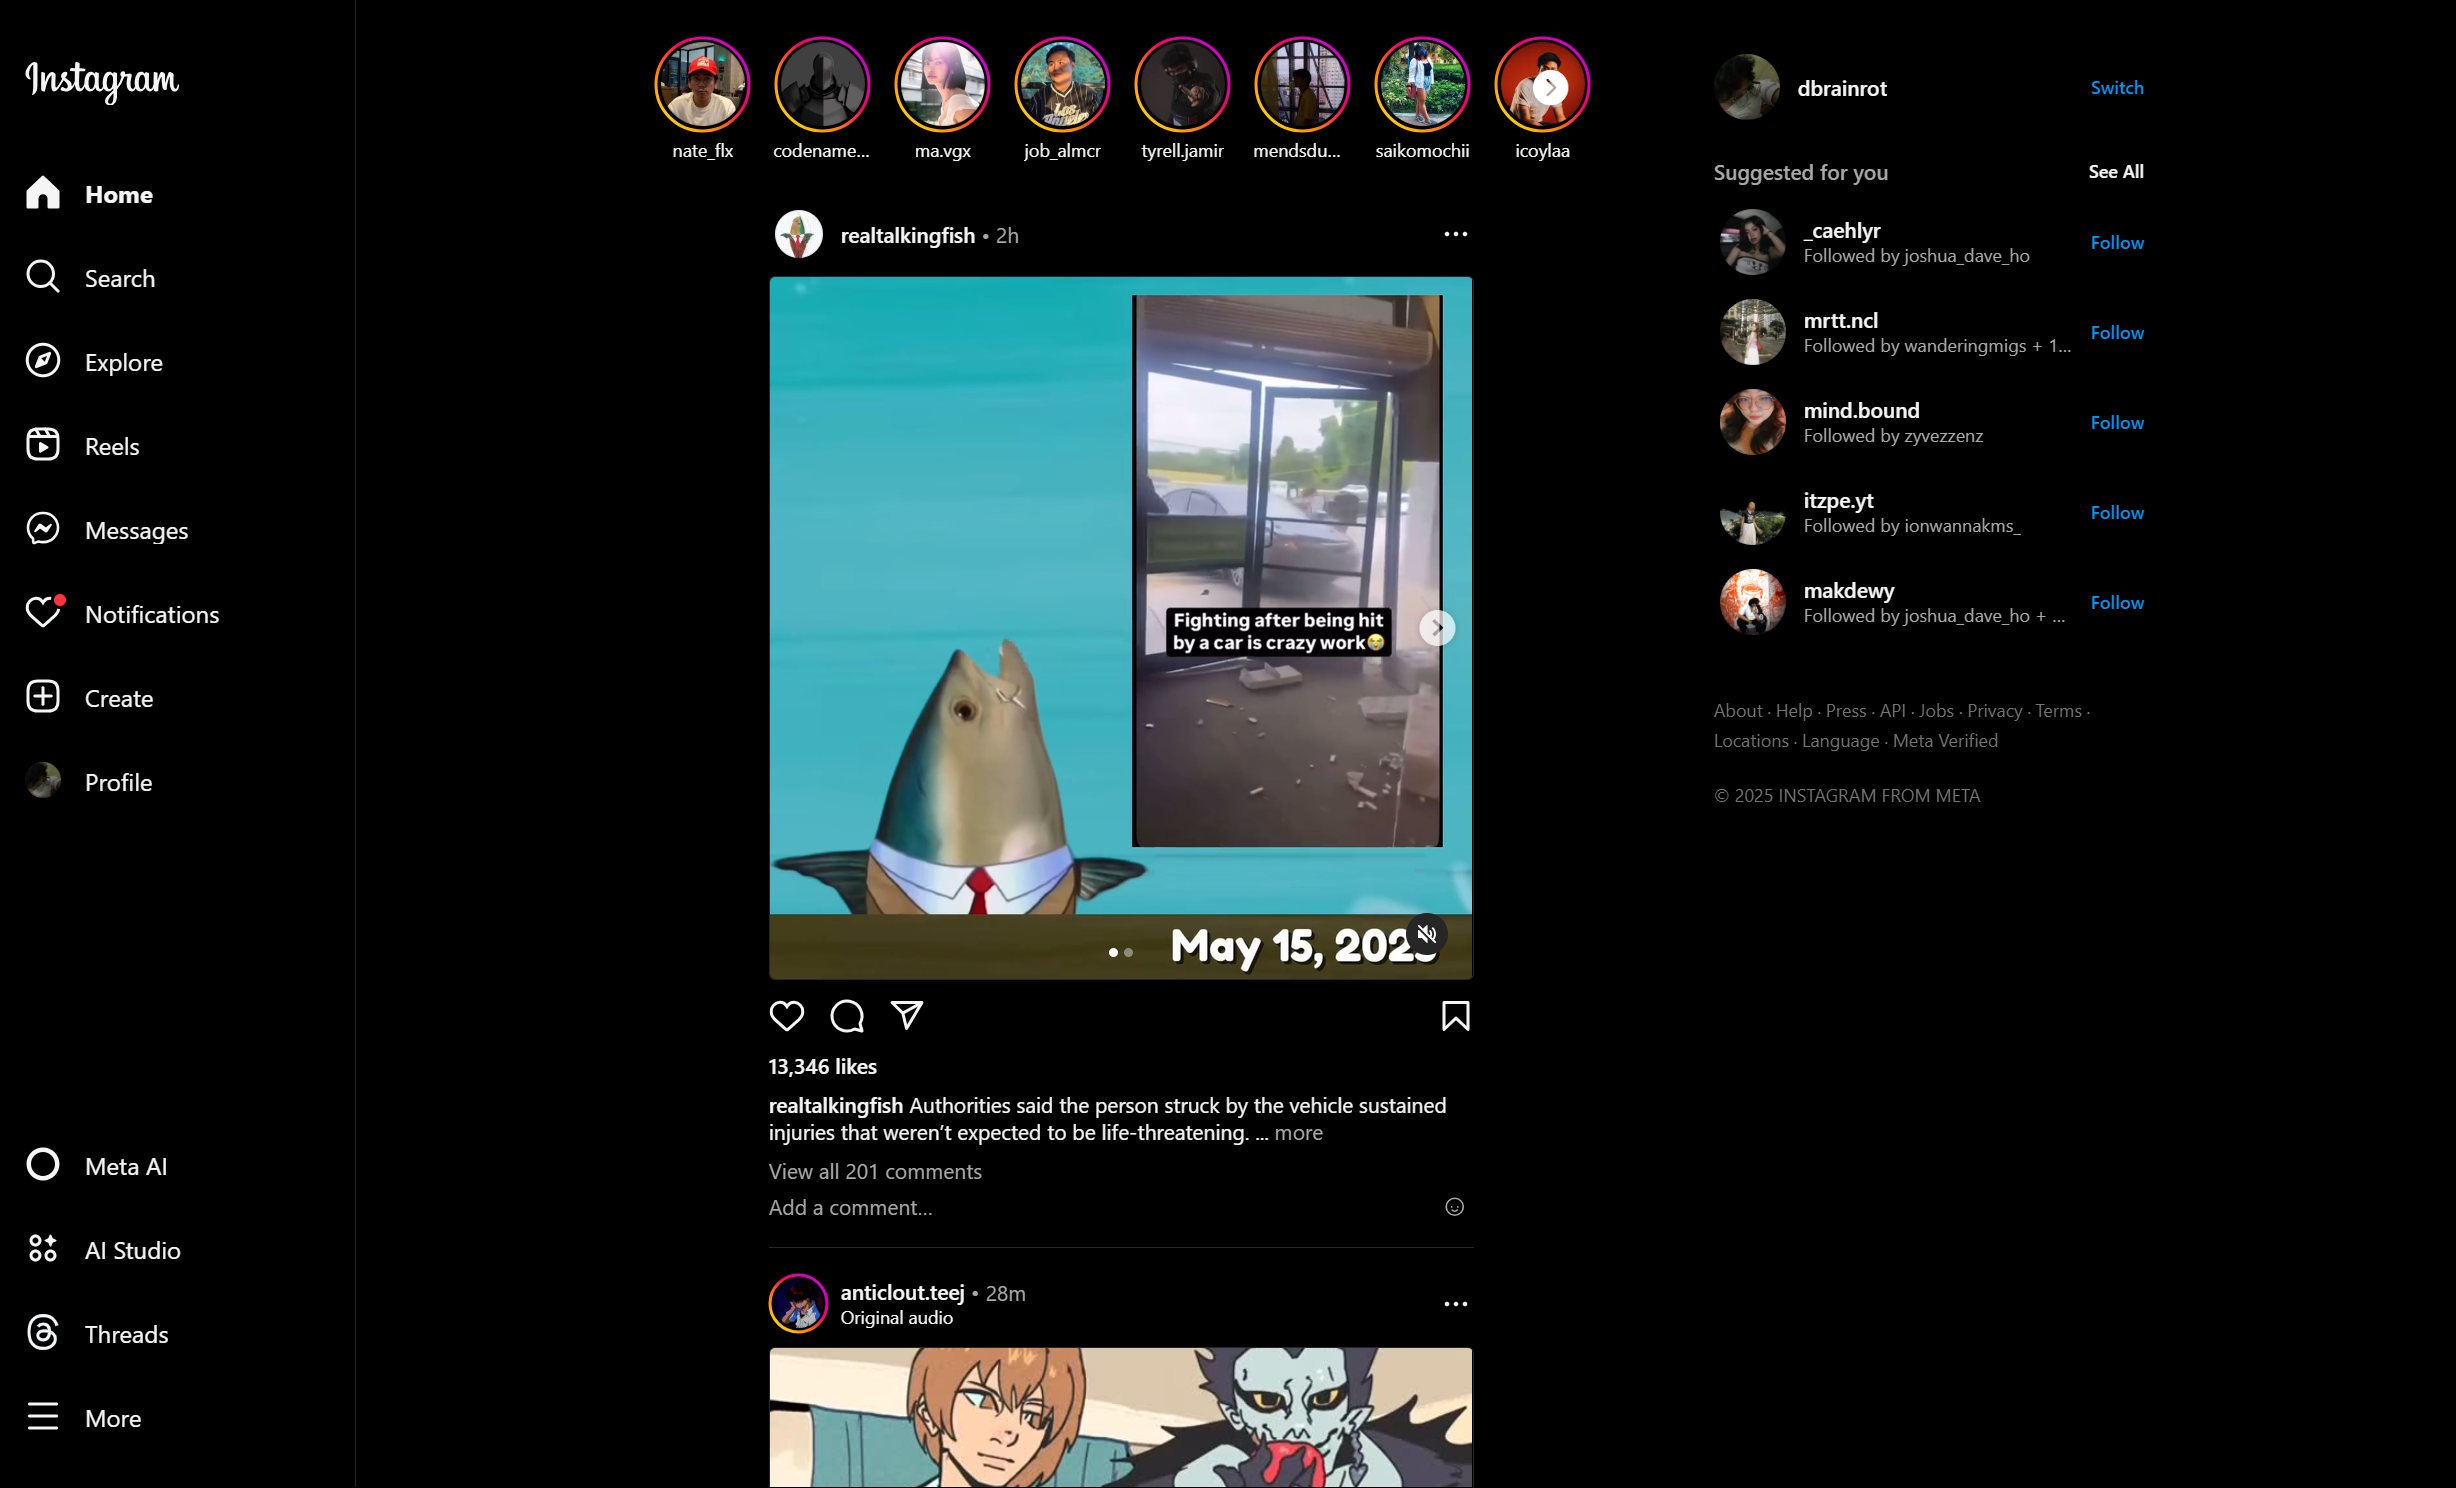 Instagram
Home
Search
Explore
Reels
Messages
Notifications
Create
Profile
Meta AI
AI Studio
Threads
More
nate_flx
codename...
ma.vgx
job_almcr
tyrell.jamir
mendsdu...
saikomochii
icoylaa
realtalkingfish • 2h
Fighting after being hit
by a car is crazy work😭
May 15, 2025
13,346 likes
realtalkingfish Authorities said the person struck by the vehicle sustained
injuries that weren’t expected to be life-threatening. ... more
View all 201 comments
Add a comment...
anticlout.teej • 28m
Original audio
dbrainrot
Switch
Suggested for you
See All
_caehlyr
Followed by joshua_dave_ho
Follow
mrtt.ncl
Followed by wanderingmigs + 1...
Follow
mind.bound
Followed by zyvezzenz
Follow
itzpe.yt
Followed by ionwannakms_
Follow
makdewy
Followed by joshua_dave_ho + ...
Follow
About · Help · Press · API · Jobs · Privacy · Terms ·
Locations · Language · Meta Verified
© 2025 INSTAGRAM FROM META